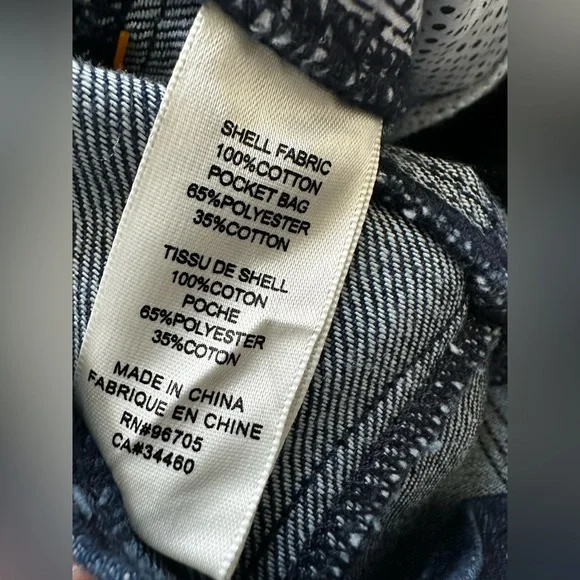 SHELL FABRIC
100%COTTON
POCKET BAG
65%POLYESTER
35%COTTON
TISSU DE SHELL
100%COTON
POCHE
65%POLYESTER
35%COTON
MADE IN CHINA
FABRIQUE EN CHINE
RN#96705
CA#34460